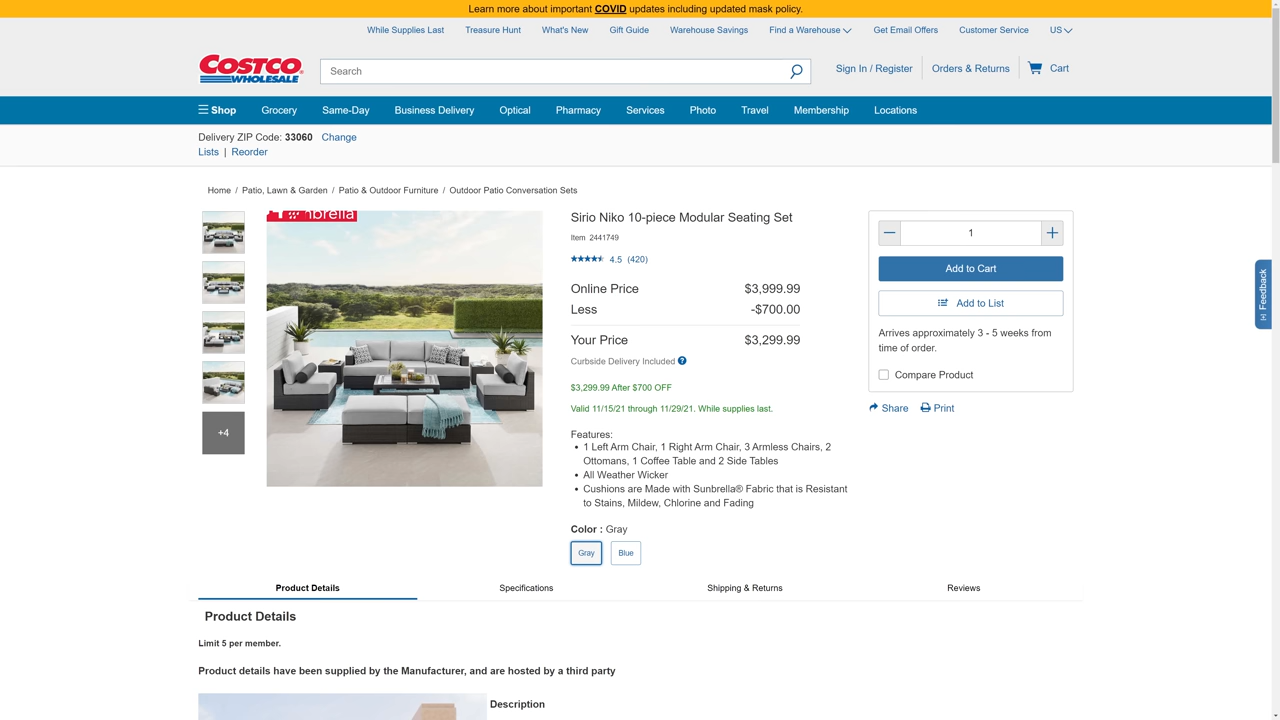 Learn more about important COVID updates including updated mask policy.
While Supplies Last Treasure Hunt What's New Gift Guide Warehouse Savings Find a Warehouse Get Email Offers Customer Service US
COSTCO WHOLESALE
Search
Sign In / Register Orders & Returns Cart
Shop Grocery Same-Day Business Delivery Optical Pharmacy Services Photo Travel Membership Locations
Delivery ZIP Code: 33060 Change
Lists | Reorder
Home / Patio, Lawn & Garden / Patio & Outdoor Furniture / Outdoor Patio Conversation Sets
+4
Sirio Niko 10-piece Modular Seating Set
Item 2441749
4.5 (420)
Online Price $3,999.99
Less -$700.00
Your Price $3,299.99
Curbside Delivery Included ?
$3,299.99 After $700 OFF
Valid 11/15/21 through 11/29/21. While supplies last.
Features:
• 1 Left Arm Chair, 1 Right Arm Chair, 3 Armless Chairs, 2
Ottomans, 1 Coffee Table and 2 Side Tables
• All Weather Wicker
• Cushions are Made with Sunbrella® Fabric that is Resistant
to Stains, Mildew, Chlorine and Fading
Color : Gray
Gray Blue
1
Add to Cart
Add to List
Arrives approximately 3 - 5 weeks from
time of order.
Compare Product
Share Print
[+] Feedback
Product Details Specifications Shipping & Returns Reviews
Product Details
Limit 5 per member.
Product details have been supplied by the Manufacturer, and are hosted by a third party
Description